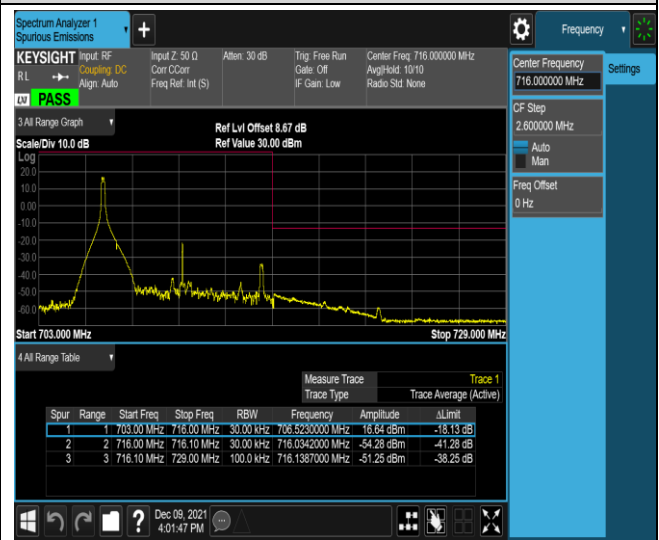 Spectrum Analyzer 1
Spurious Emissions
Frequency
KEYSIGHT Input: RF Input Z: 50 Ω Atten: 30 dB Trig: Free Run Center Freq: 716.000000 MHz
RL Coupling: DC Corr CCorr Gate: Off Avg|Hold: 10/10
Align: Auto Freq Ref: Int (S) IF Gain: Low Radio Std: None
LXI PASS
Center Frequency
716.000000 MHz
Settings
CF Step
2.600000 MHz
Auto
Man
Freq Offset
0 Hz
3 All Range Graph
Ref Lvl Offset 8.67 dB
Scale/Div 10.0 dB Ref Value 30.00 dBm
Log
20.0
10.0
0.00
-10.0
-20.0
-30.0
-40.0
-50.0
-60.0
Start 703.000 MHz Stop 729.000 MHz
4 All Range Table
Measure Trace Trace 1
Trace Type Trace Average (Active)
Spur Range Start Freq Stop Freq RBW Frequency Amplitude ΔLimit
1 1 703.00 MHz 716.00 MHz 30.00 kHz 706.5230000 MHz 16.64 dBm -18.13 dB
2 2 716.00 MHz 716.10 MHz 30.00 kHz 716.0342000 MHz -54.28 dBm -41.28 dB
3 3 716.10 MHz 729.00 MHz 100.0 kHz 716.1387000 MHz -51.25 dBm -38.25 dB
Dec 09, 2021
4:01:47 PM